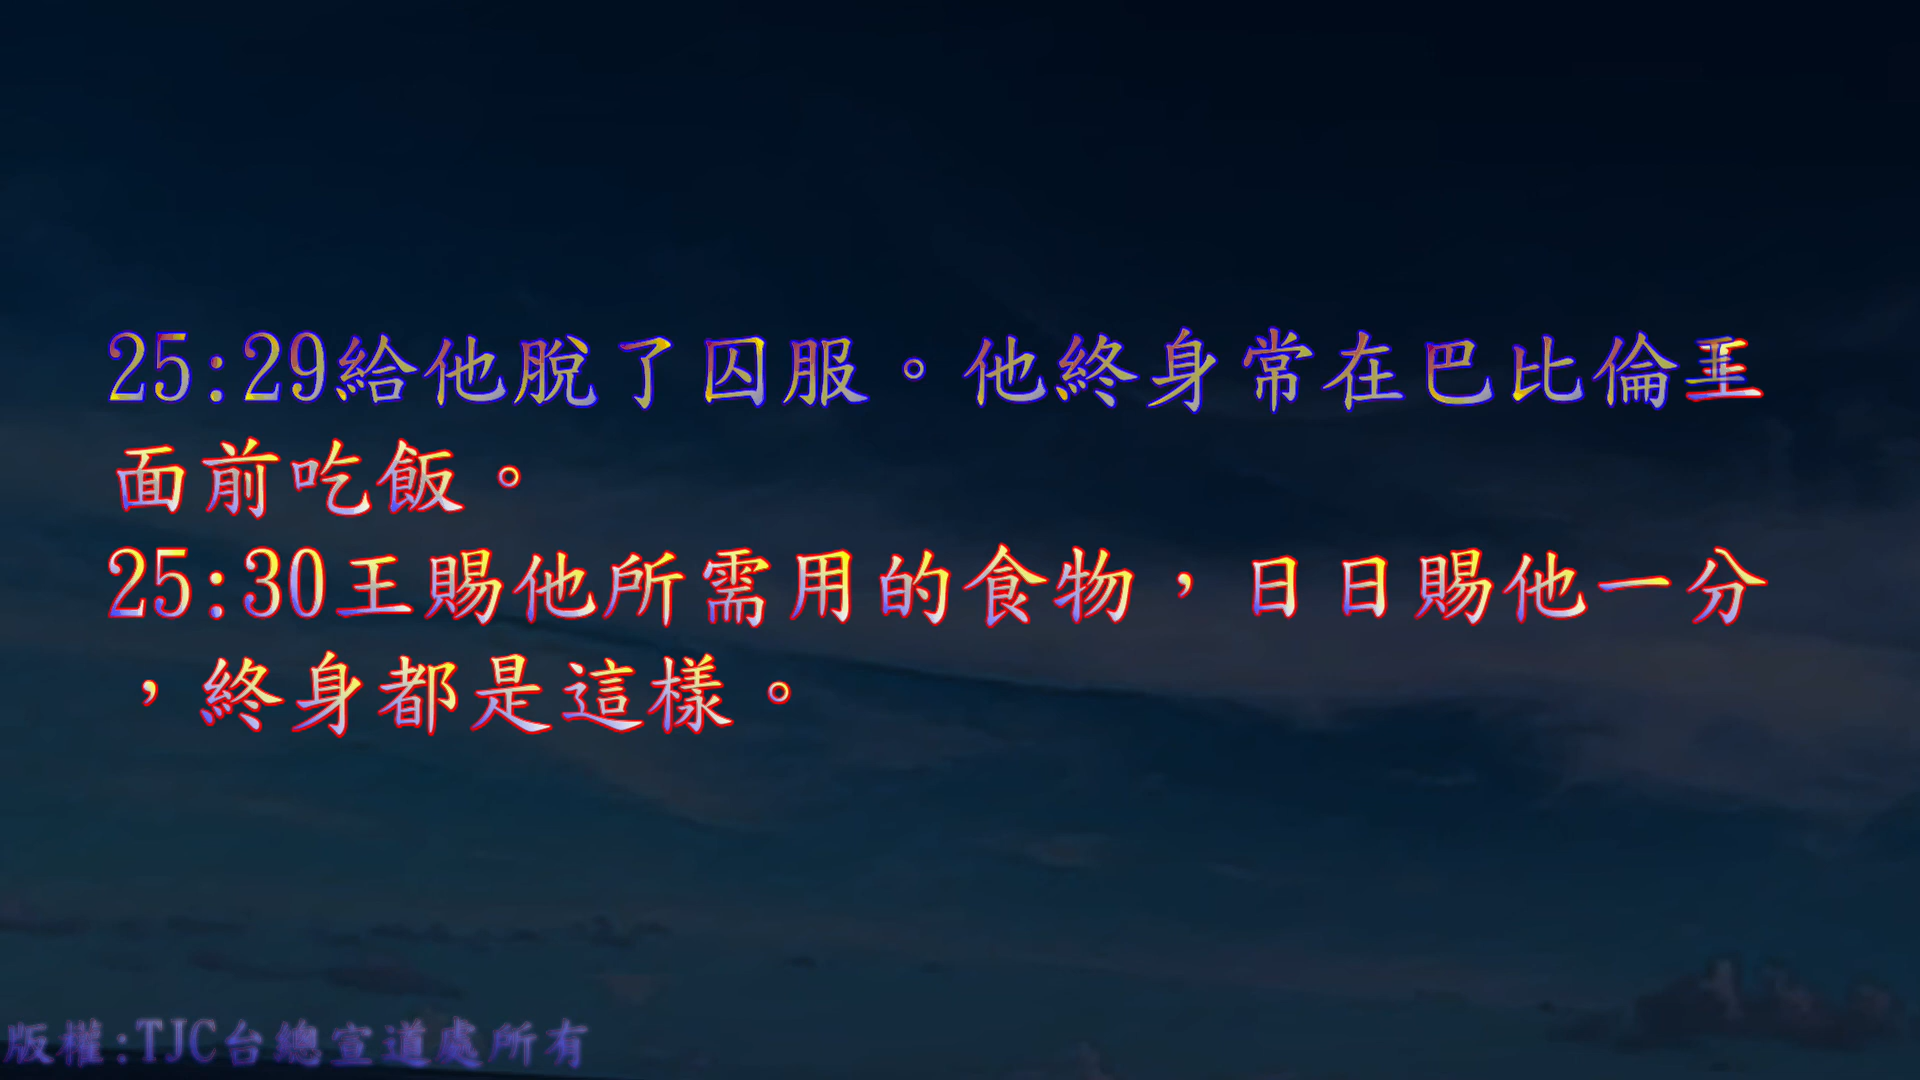 25:29給他脫了囚服。他終身常在巴比倫王
面前吃飯。
25:30王賜他所需用的食物，日日賜他一分
，終身都是這樣。
版權:TJC台總宣道處所有